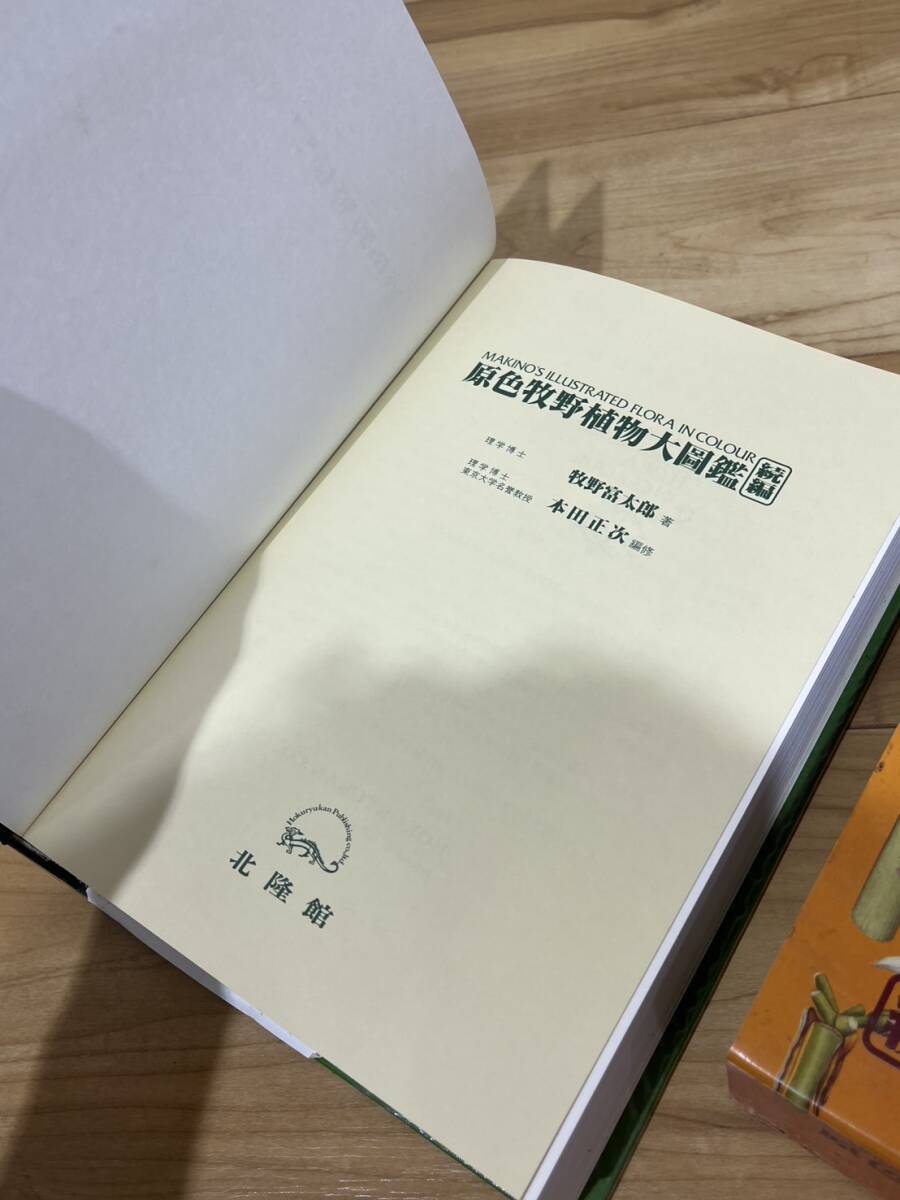 MAKINO'S ILLUSTRATED FLORA IN COLOUR
原色牧野植物大圖鑑 続編
理学博士 牧野富太郎 著
理学博士
東京大学名誉教授 本田正次 編修
Hokuryukan Publishing co.,ltd.
北隆館